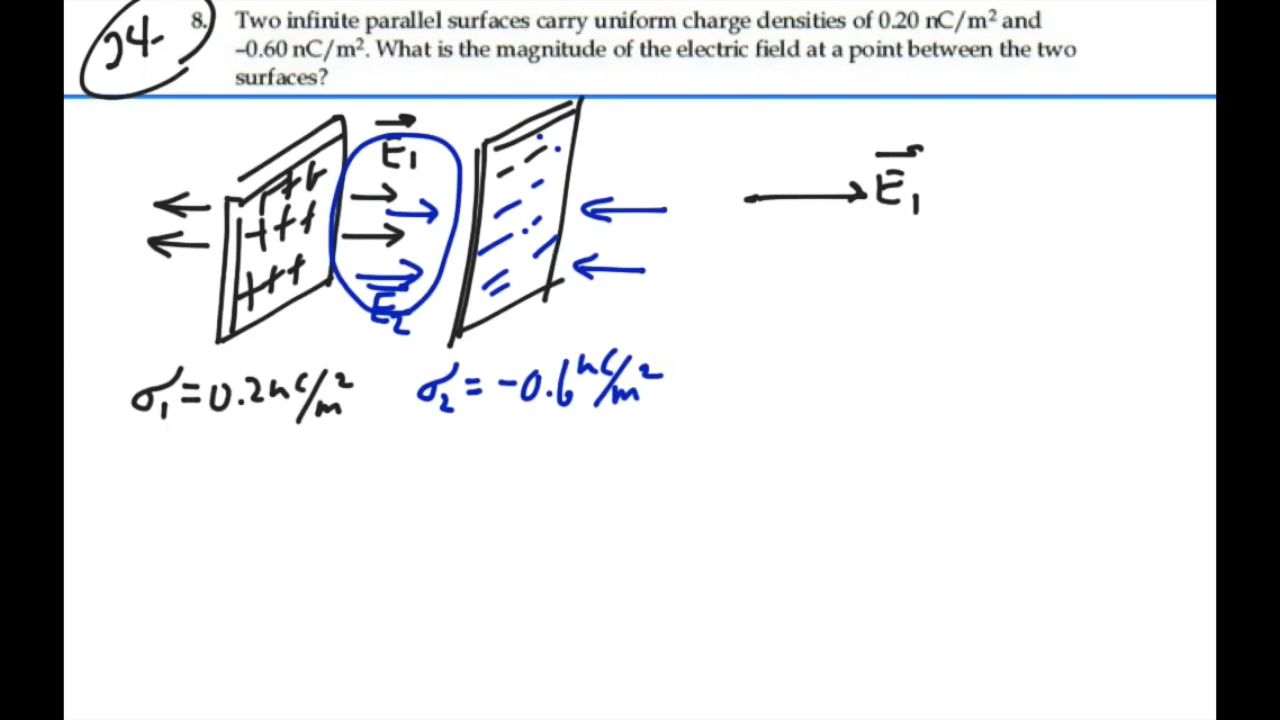 24-
8. Two infinite parallel surfaces carry uniform charge densities of 0.20 nC/m² and
–0.60 nC/m². What is the magnitude of the electric field at a point between the two
surfaces?
E₁
E₁
E₂
σ₁ = 0.2 nC/m²
σ₂ = -0.6 nC/m²